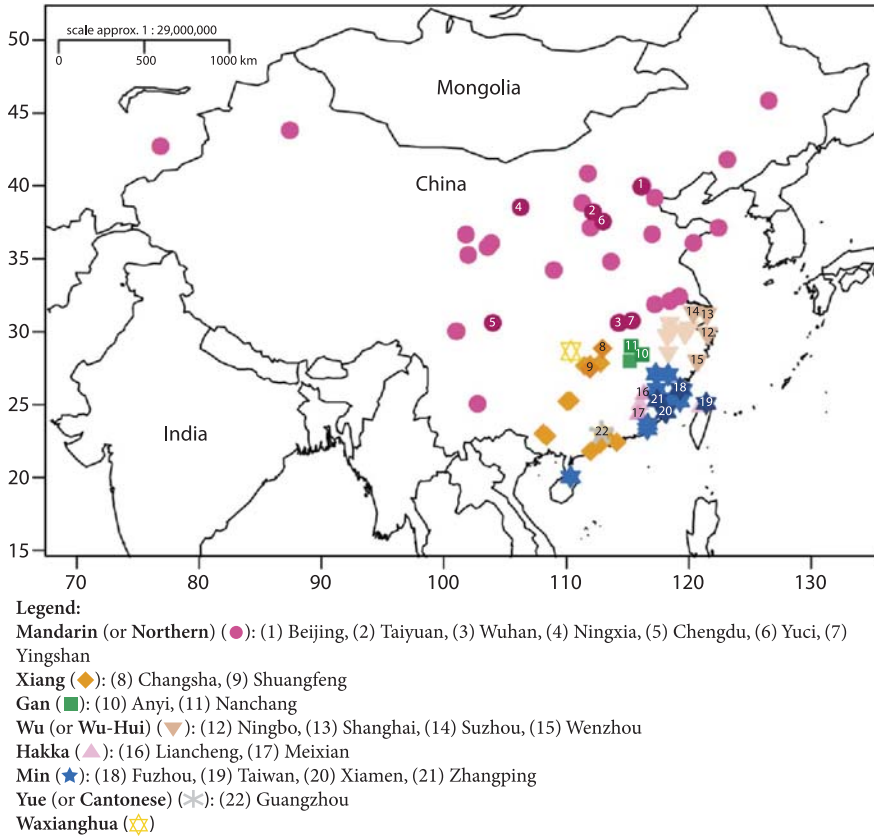 50
scale approx. 1 : 29,000,000
0 500 1000 km
Mongolia
45
China
40
1
4
2
6
35
14 13
30
5
3 7
12
8
11
10
9
15
16
18
25
21
19
17
20
India
22
20
15
70 80 90 100 110 120 130
Legend:
Mandarin (or Northern) (●): (1) Beijing, (2) Taiyuan, (3) Wuhan, (4) Ningxia, (5) Chengdu, (6) Yuci, (7)
Yingshan
Xiang (◆): (8) Changsha, (9) Shuangfeng
Gan (■): (10) Anyi, (11) Nanchang
Wu (or Wu-Hui) (▼): (12) Ningbo, (13) Shanghai, (14) Suzhou, (15) Wenzhou
Hakka (▲): (16) Liancheng, (17) Meixian
Min (★): (18) Fuzhou, (19) Taiwan, (20) Xiamen, (21) Zhangping
Yue (or Cantonese) (✳): (22) Guangzhou
Waxianghua (✡)